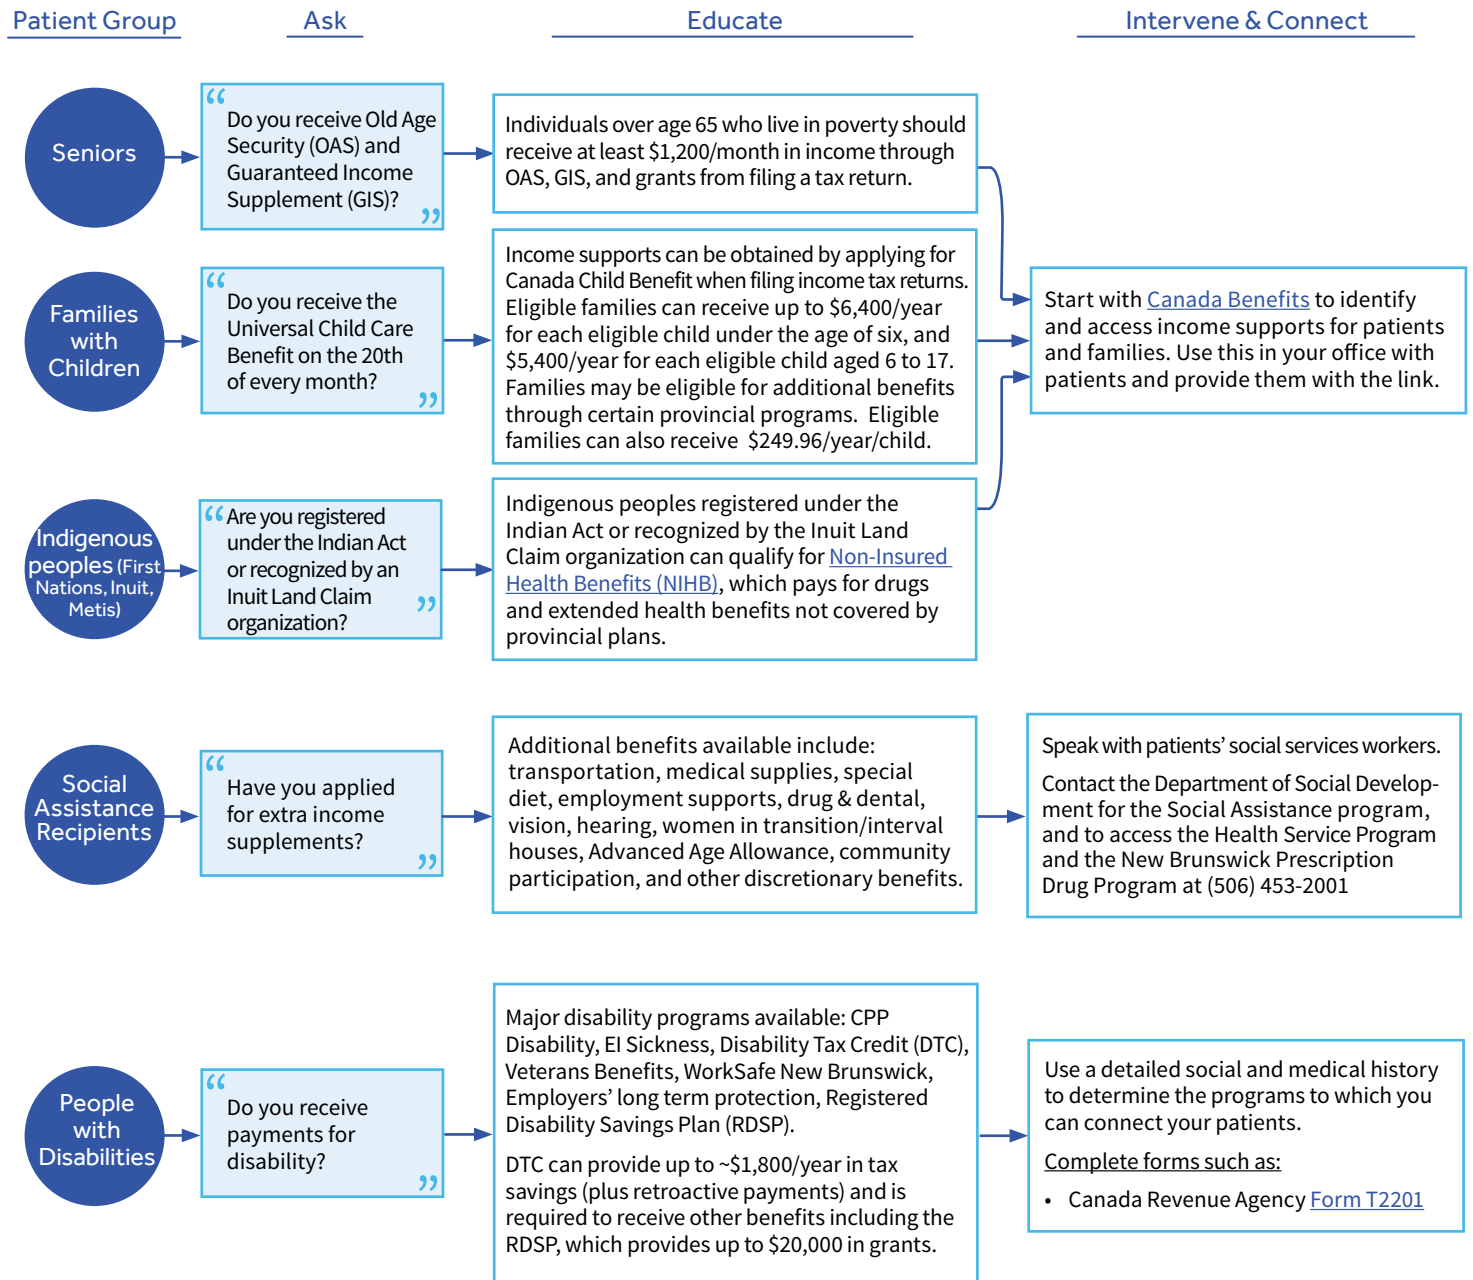 Patient Group
Ask
Educate
Intervene & Connect
Seniors
“
Do you receive Old Age
Security (OAS) and
Guaranteed Income
Supplement (GIS)?
”
Individuals over age 65 who live in poverty should
receive at least $1,200/month in income through
OAS, GIS, and grants from filing a tax return.
Families
with
Children
“
Do you receive the
Universal Child Care
Benefit on the 20th
of every month?
”
Income supports can be obtained by applying for
Canada Child Benefit when filing income tax returns.
Eligible families can receive up to $6,400/year
for each eligible child under the age of six, and
$5,400/year for each eligible child aged 6 to 17.
Families may be eligible for additional benefits
through certain provincial programs.  Eligible
families can also receive  $249.96/year/child.
Start with Canada Benefits to identify
and access income supports for patients
and families. Use this in your office with
patients and provide them with the link.
Indigenous
peoples (First
Nations, Inuit,
Metis)
“Are you registered
under the Indian Act
or recognized by an
Inuit Land Claim
organization?
”
Indigenous peoples registered under the
Indian Act or recognized by the Inuit Land
Claim organization can qualify for Non-Insured
Health Benefits (NIHB), which pays for drugs
and extended health benefits not covered by
provincial plans.
Social
Assistance
Recipients
“
Have you applied
for extra income
supplements?
”
Additional benefits available include:
transportation, medical supplies, special
diet, employment supports, drug & dental,
vision, hearing, women in transition/interval
houses, Advanced Age Allowance, community
participation, and other discretionary benefits.
Speak with patients’ social services workers.
Contact the Department of Social Develop-
ment for the Social Assistance program,
and to access the Health Service Program
and the New Brunswick Prescription
Drug Program at (506) 453-2001
People
with
Disabilities
“
Do you receive
payments for
disability?
”
Major disability programs available: CPP
Disability, EI Sickness, Disability Tax Credit (DTC),
Veterans Benefits, WorkSafe New Brunswick,
Employers’ long term protection, Registered
Disability Savings Plan (RDSP).
DTC can provide up to ~$1,800/year in tax
savings (plus retroactive payments) and is
required to receive other benefits including the
RDSP, which provides up to $20,000 in grants.
Use a detailed social and medical history
to determine the programs to which you
can connect your patients.
Complete forms such as:
• Canada Revenue Agency Form T2201